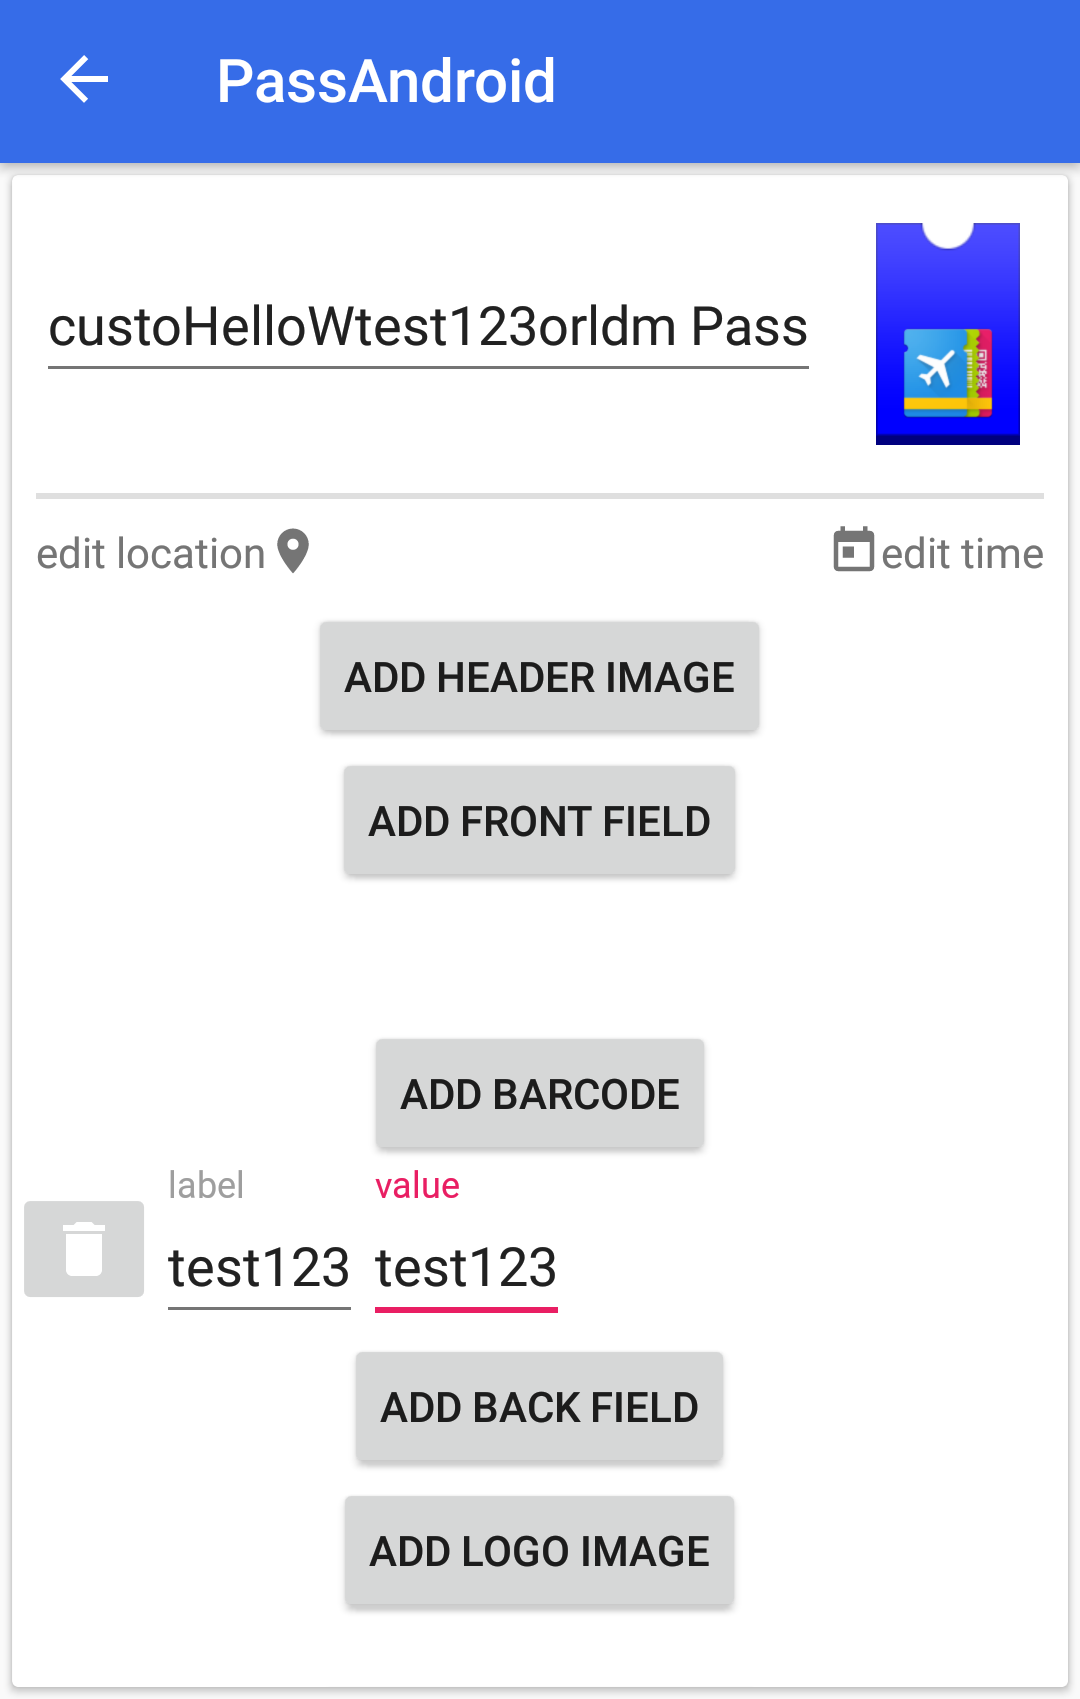 PassAndroid
custoHelloWtest123orldm Pass
edit location
edit time
ADD HEADER IMAGE
ADD FRONT FIELD
ADD BARCODE
label value
test123 test123
ADD BACK FIELD
ADD LOGO IMAGE